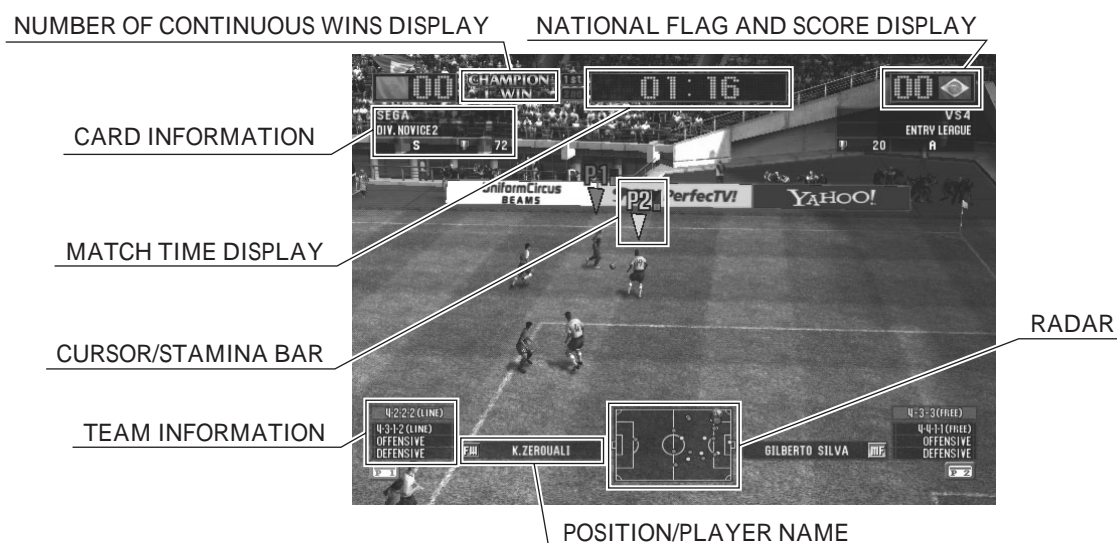 NUMBER OF CONTINUOUS WINS DISPLAY
NATIONAL FLAG AND SCORE DISPLAY
00
CHAMPION
1 WIN
1st
01:16
00
CARD INFORMATION
SEGA
DIV.NOVICE2
S 72
VS4
ENTRY LEAGUE
20 A
P1
P2
UniformCircus
BEAMS
PerfecTV!
YAHOO!
MATCH TIME DISPLAY
CURSOR/STAMINA BAR
RADAR
TEAM INFORMATION
4-2-2-2(LINE)
4-3-1-2(LINE)
OFFENSIVE
DEFENSIVE
P 1
FW K.ZEROUALI
GILBERTO SILVA MF
4-3-3(FREE)
4-4-1-1(FREE)
OFFENSIVE
DEFENSIVE
P 2
POSITION/PLAYER NAME